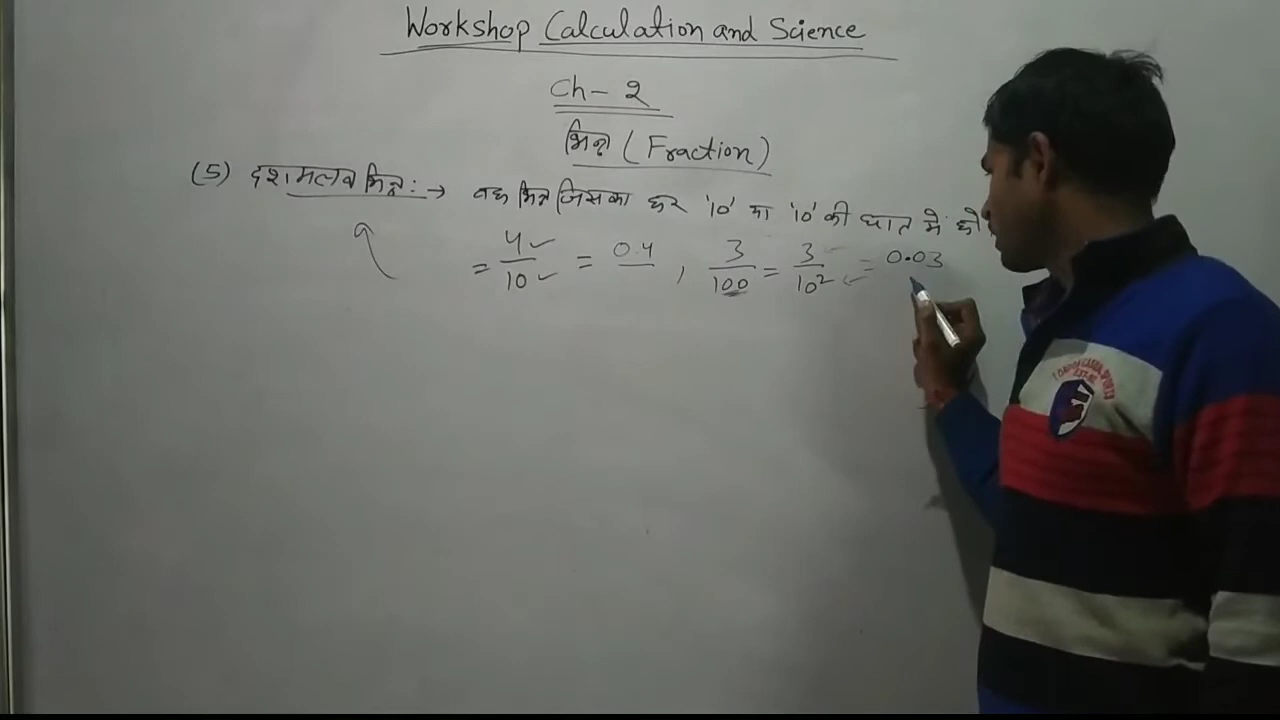 Workshop Calculation and Science
Ch- 2
भिन्न (Fraction)
(5) दशमलव भिन्न :→ वह भिन्न जिसका हर '10' या '10' की घात में हो
= 4/10 = 0.4 , 3/100 = 3/10² = 0.03